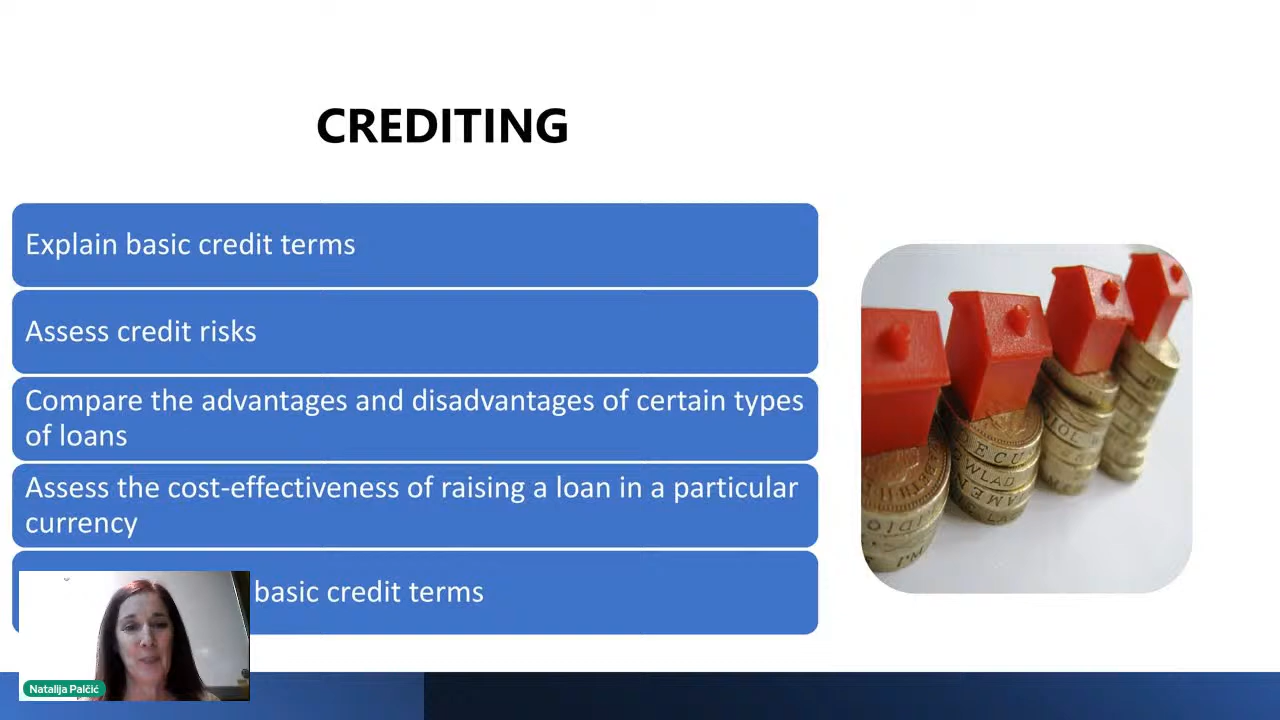 CREDITING
Explain basic credit terms
Assess credit risks
Compare the advantages and disadvantages of certain types
of loans
Assess the cost-effectiveness of raising a loan in a particular
currency
basic credit terms
Natalija Palčić